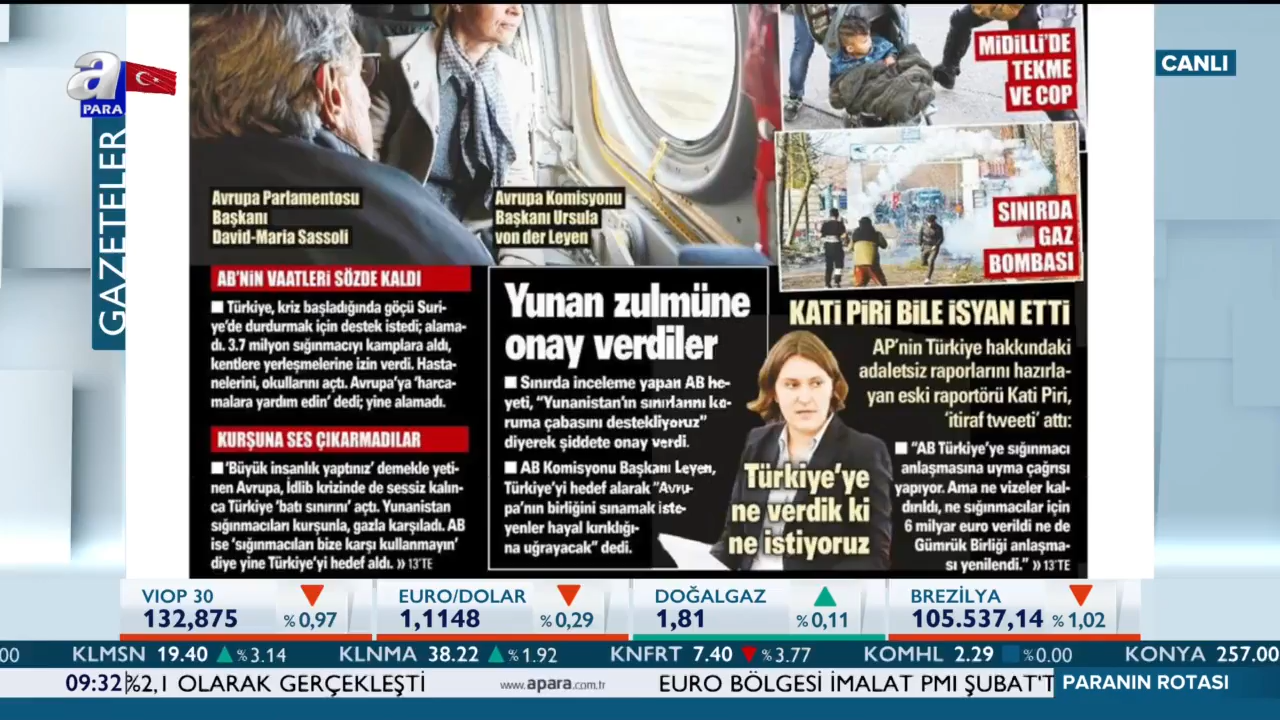 a
PARA
GAZETELER
CANLI
MİDİLLİ'DE
TEKME
VE COP
SINIRDA
GAZ
BOMBASI
Avrupa Parlamentosu
Başkanı
David-Maria Sassoli
Avrupa Komisyonu
Başkanı Ursula
von der Leyen
AB'NİN VAATLERİ SÖZDE KALDI
■ Türkiye, kriz başladığında göçü Suri-
ye'de durdurmak için destek istedi; alama-
dı. 3.7 milyon sığınmacıyı kamplara aldı,
kentlere yerleşmelerine izin verdi. Hasta-
nelerini, okullarını açtı. Avrupa'ya 'harca-
malara yardım edin' dedi; yine alamadı.
KURŞUNA SES ÇIKARMADILAR
■ 'Büyük insanlık yaptınız' demekle yeti-
nen Avrupa, İdlib krizinde de sessiz kalın-
ca Türkiye 'batı sınırını' açtı. Yunanistan
sığınmacıları kurşunla, gazla karşıladı. AB
ise 'sığınmacıları bize karşı kullanmayın'
diye yine Türkiye'yi hedef aldı. » 13'TE
Yunan zulmüne
onay verdiler
■ Sınırda inceleme yapan AB he-
yeti, "Yunanistan'ın sınırlarını ko-
ruma çabasını destekliyoruz"
diyerek şiddete onay verdi.
■ AB Komisyonu Başkanı Leyen,
Türkiye'yi hedef alarak "Avru-
pa'nın birliğini sınamak iste-
yenler hayal kırıklığı-
na uğrayacak" dedi.
KATİ PİRİ BİLE İSYAN ETTİ
AP'nin Türkiye hakkındaki
adaletsiz raporlarını hazırla-
yan eski raportörü Kati Piri,
'itiraf tweeti' attı:
Türkiye'ye
ne verdik ki
ne istiyoruz
■ "AB Türkiye'ye sığınmacı
anlaşmasına uyma çağrısı
yapıyor. Ama ne vizeler kal-
dırıldı, ne sığınmacılar için
6 milyar euro verildi ne de
Gümrük Birliği anlaşma-
sı yenilendi." » 13'TE
VIOP 30
132,875 %0,97
EURO/DOLAR
1,1148 %0,29
DOĞALGAZ
1,81 %0,11
BREZİLYA
105.537,14 %1,02
00 KLMSN 19.40 %3.14 KLNMA 38.22 %1.92 KNFRT 7.40 %3.77 KOMHL 2.29 %0.00 KONYA 257.00
09:32 %2,1 OLARAK GERÇEKLEŞTİ www.apara.com.tr EURO BÖLGESİ İMALAT PMI ŞUBAT'T PARANIN ROTASI